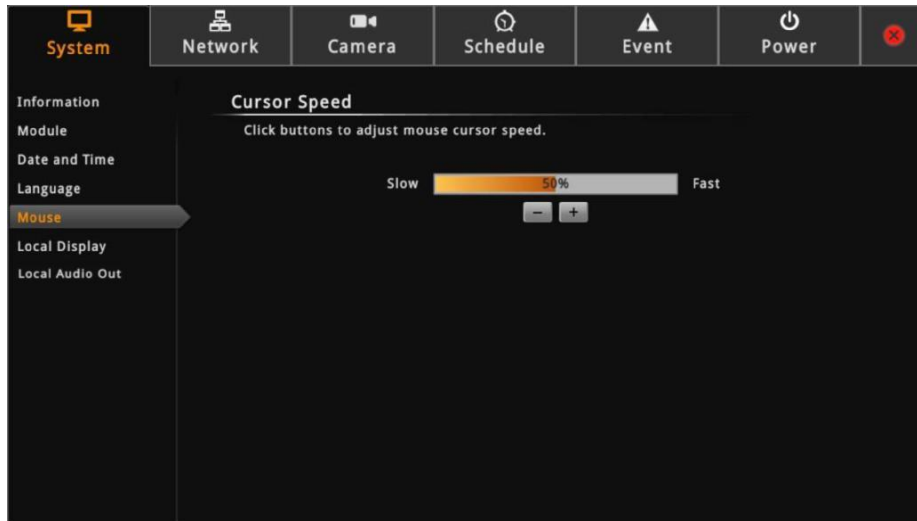 System Network Camera Schedule Event Power
Information
Module
Date and Time
Language
Mouse
Local Display
Local Audio Out
Cursor Speed
Click buttons to adjust mouse cursor speed.
Slow 50% Fast
- +